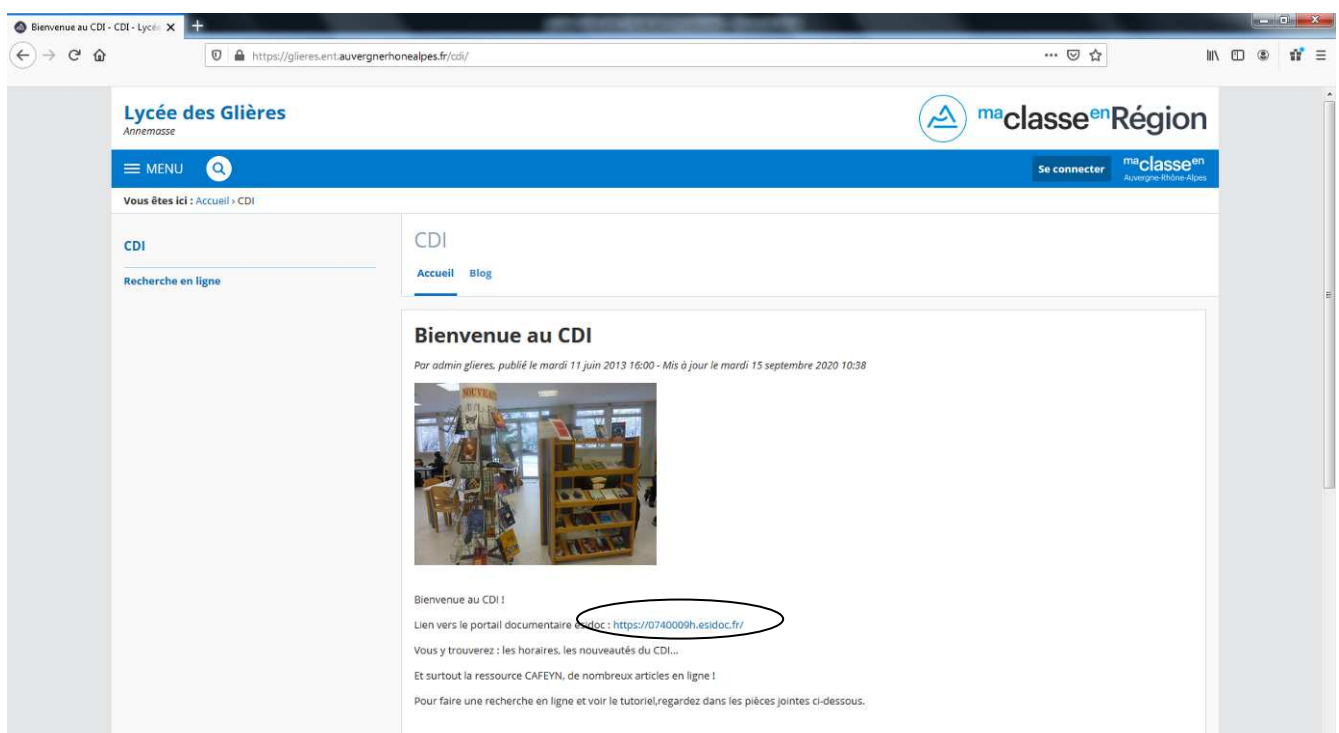 Bienvenue au CDI - CDI - Lycé
https://glieres.ent.auvergnerhonealpes.fr/cdi/
Lycée des Glières
Annemasse
maclasseenRégion
MENU
Se connecter
maclasseen
Auvergne-Rhône-Alpes
Vous êtes ici : Accueil › CDI
CDI
Recherche en ligne
CDI
Accueil Blog
Bienvenue au CDI
Par admin glieres, publié le mardi 11 juin 2013 16:00 - Mis à jour le mardi 15 septembre 2020 10:38
NOUVEA
Bienvenue au CDI !
Lien vers le portail documentaire esidoc : https://0740009h.esidoc.fr/
Vous y trouverez : les horaires, les nouveautés du CDI...
Et surtout la ressource CAFEYN, de nombreux articles en ligne !
Pour faire une recherche en ligne et voir le tutoriel,regardez dans les pièces jointes ci-dessous.